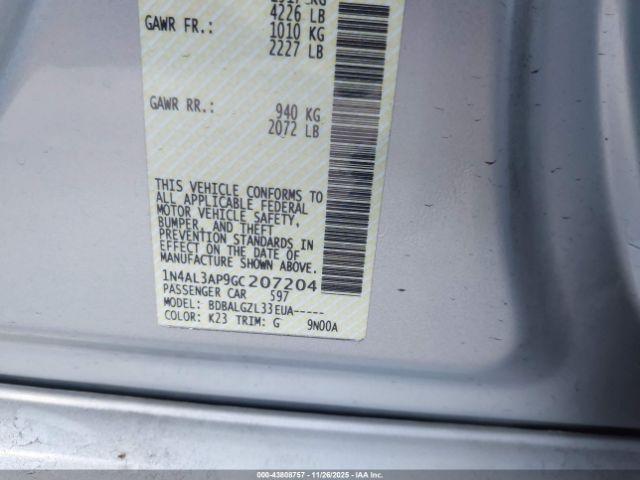 4226 LB
GAWR FR.: 1010 KG
2227 LB
GAWR RR.: 940 KG
2072 LB
THIS VEHICLE CONFORMS TO
ALL APPLICABLE FEDERAL
MOTOR VEHICLE SAFETY,
BUMPER, AND THEFT
PREVENTION STANDARDS IN
EFFECT ON THE DATE OF
MANUFACTURE SHOWN ABOVE.
1N4AL3AP9GC207204
PASSENGER CAR 597
MODEL: BDBALGZL33EUA-----
COLOR: K23 TRIM: G 9N00A
000-43808757 | 11/26/2025 | IAA Inc.